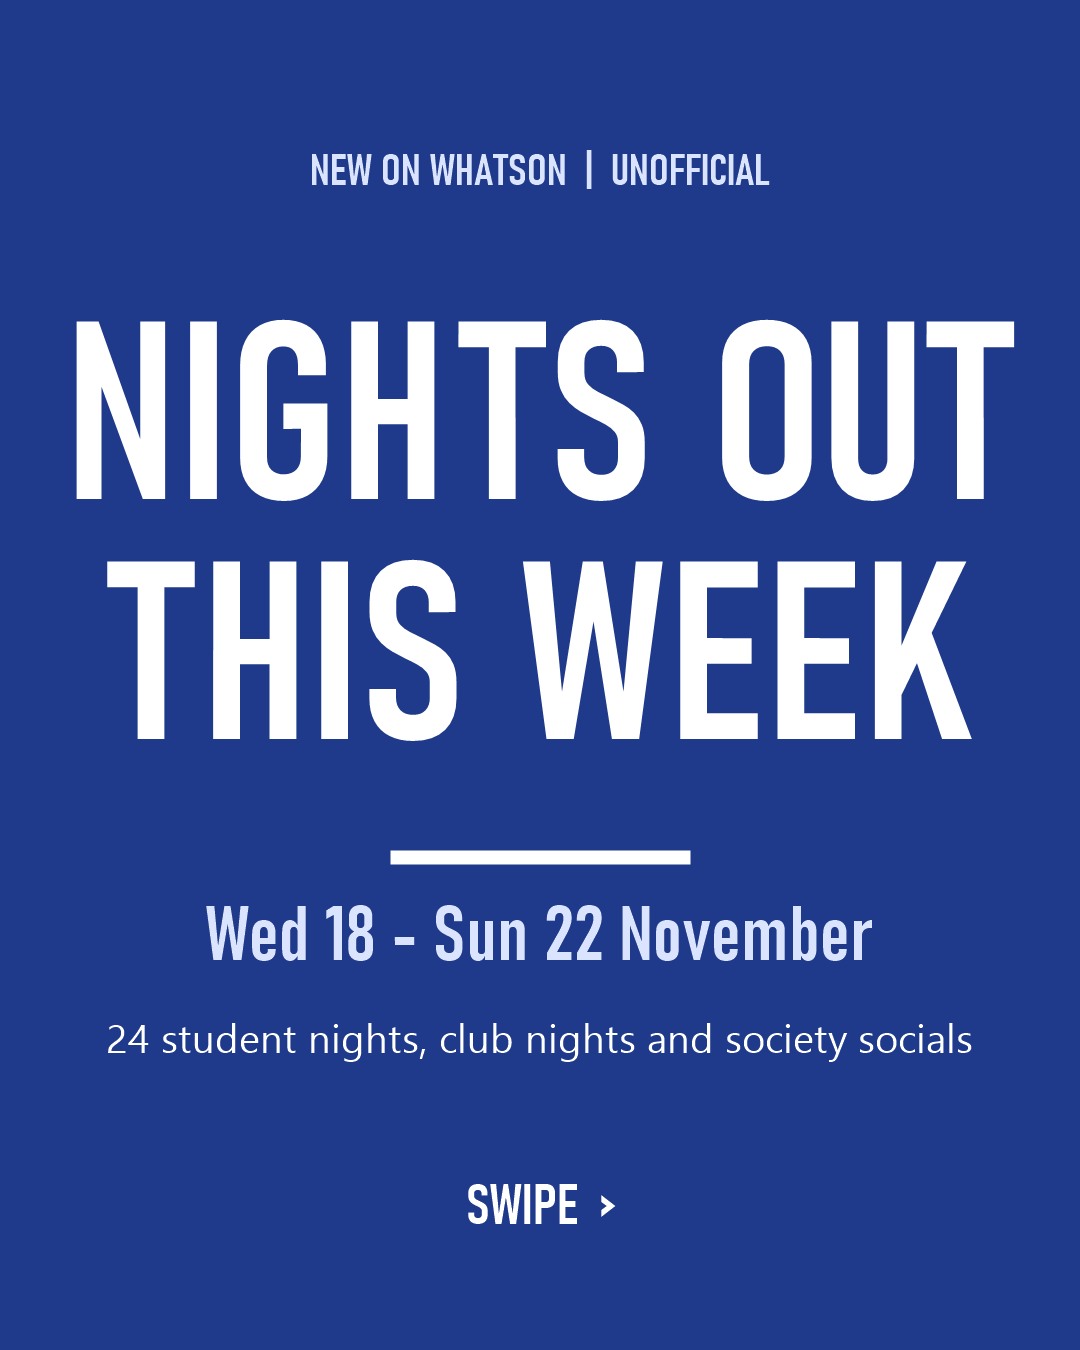 NEW ON WHATSON | UNOFFICIAL
NIGHTS OUT
THIS WEEK
Wed 18 - Sun 22 November
24 student nights, club nights and society socials
SWIPE >